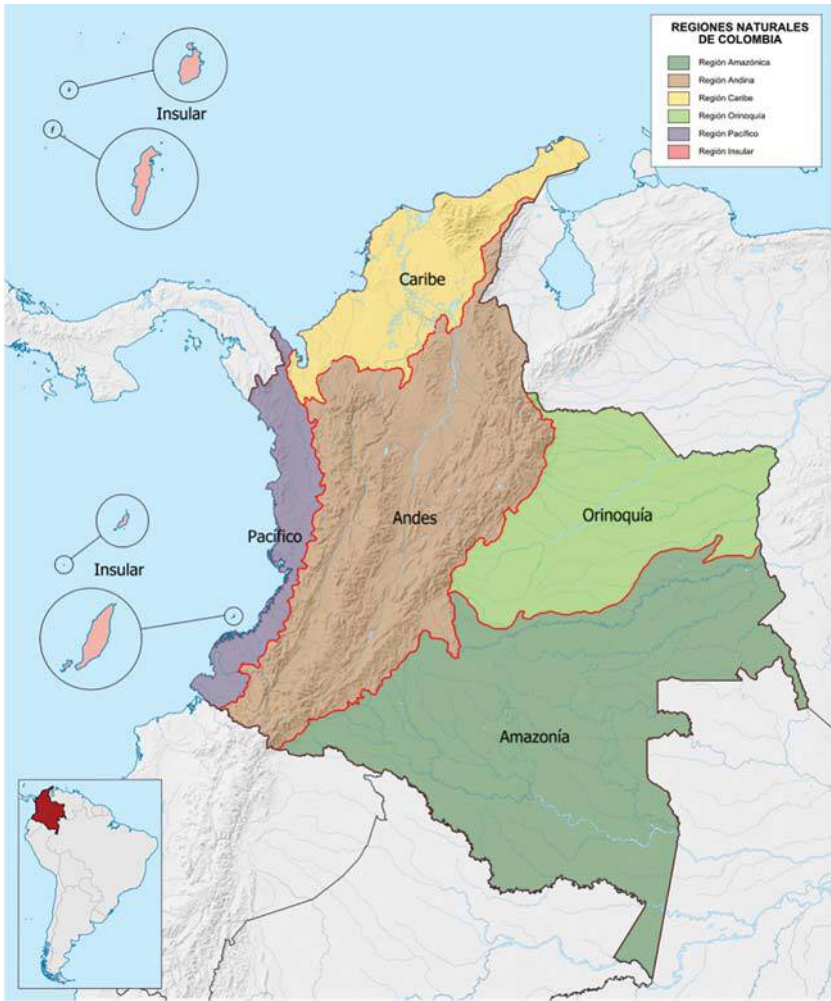 REGIONES NATURALES
DE COLOMBIA
Región Amazónica
Región Andina
Región Caribe
Región Orinoquía
Región Pacífico
Región Insular
Insular
Caribe
Pacífico
Andes
Orinoquía
Insular
Amazonía